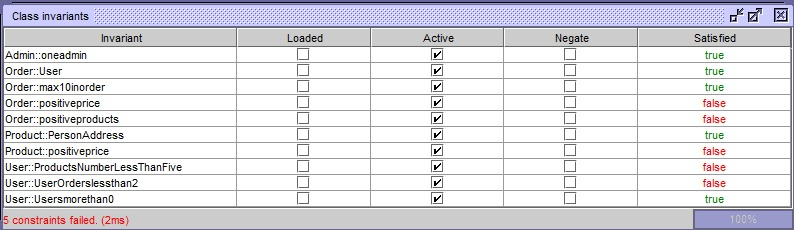 Class invariants
Invariant Loaded Active Negate Satisfied
Admin::oneadmin true
Order::User true
Order::max10inorder true
Order::positiveprice false
Order::positiveproducts false
Product::PersonAddress true
Product::positiveprice false
User::ProductsNumberLessThanFive false
User::UserOrderslessthan2 false
User::Usersmorethan0 true
5 constraints failed. (2ms) 100%